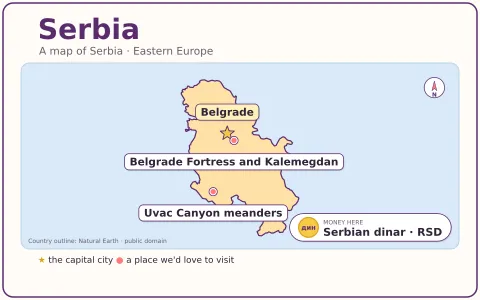 Serbia
A map of Serbia · Eastern Europe
N
Belgrade
Belgrade Fortress and Kalemegdan
Uvac Canyon meanders
дин
MONEY HERE
Serbian dinar · RSD
Country outline: Natural Earth · public domain
★ the capital city ● a place we'd love to visit